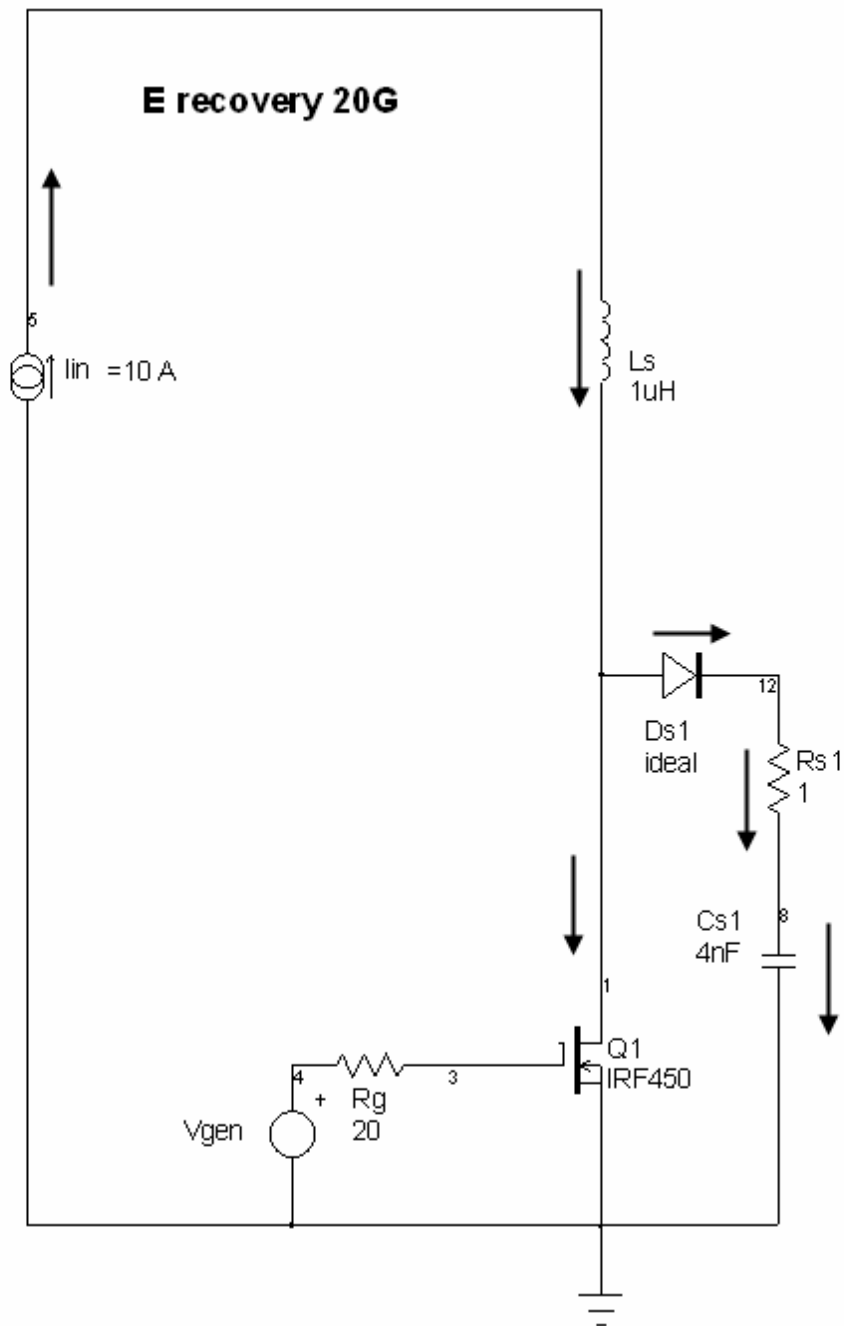 E recovery 20G
5
Iin =10 A
Ls
1uH
12
Ds1
ideal
Rs1
1
8
Cs1
4nF
1
Q1
IRF450
4
3
+
Rg
20
Vgen